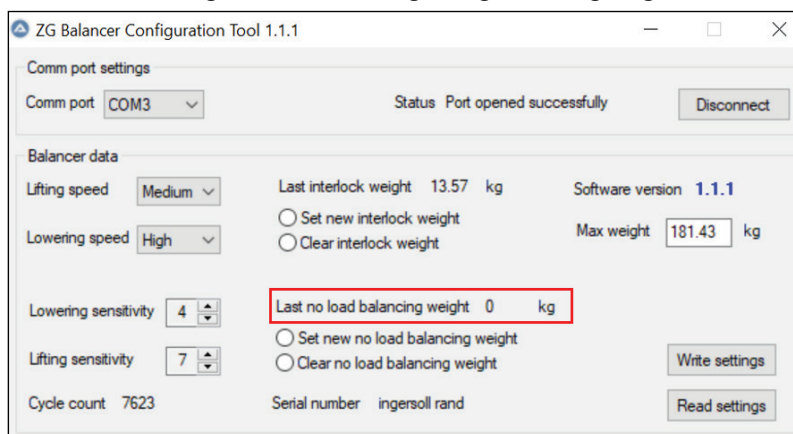 ZG Balancer Configuration Tool 1.1.1
Comm port settings
Comm port COM3 Status Port opened successfully Disconnect
Balancer data
Lifting speed Medium Last interlock weight 13.57 kg Software version 1.1.1
Set new interlock weight
Lowering speed High Clear interlock weight Max weight 181.43 kg
Lowering sensitivity 4 Last no load balancing weight 0 kg
Set new no load balancing weight
Lifting sensitivity 7 Clear no load balancing weight Write settings
Cycle count 7623 Serial number ingersoll rand Read settings